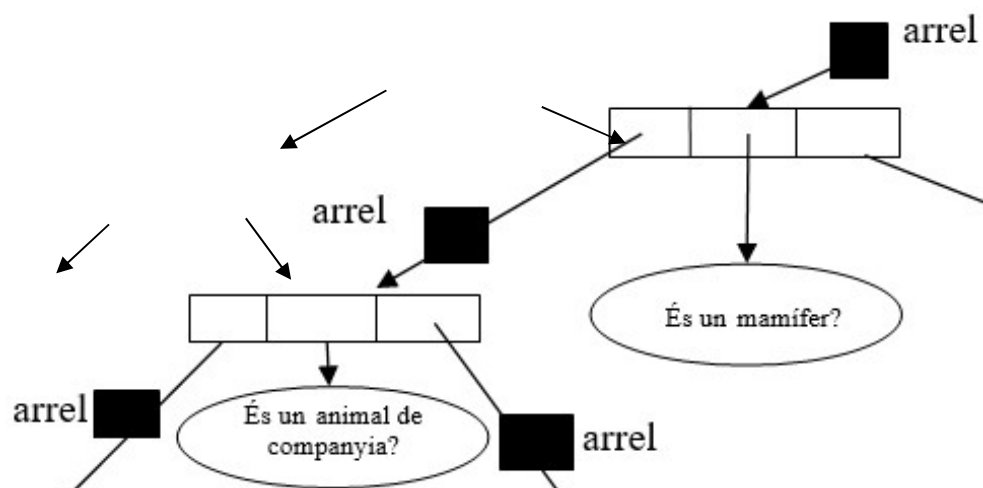 arrel
arrel
És un mamífer?
arrel
És un animal de
companyia?
arrel